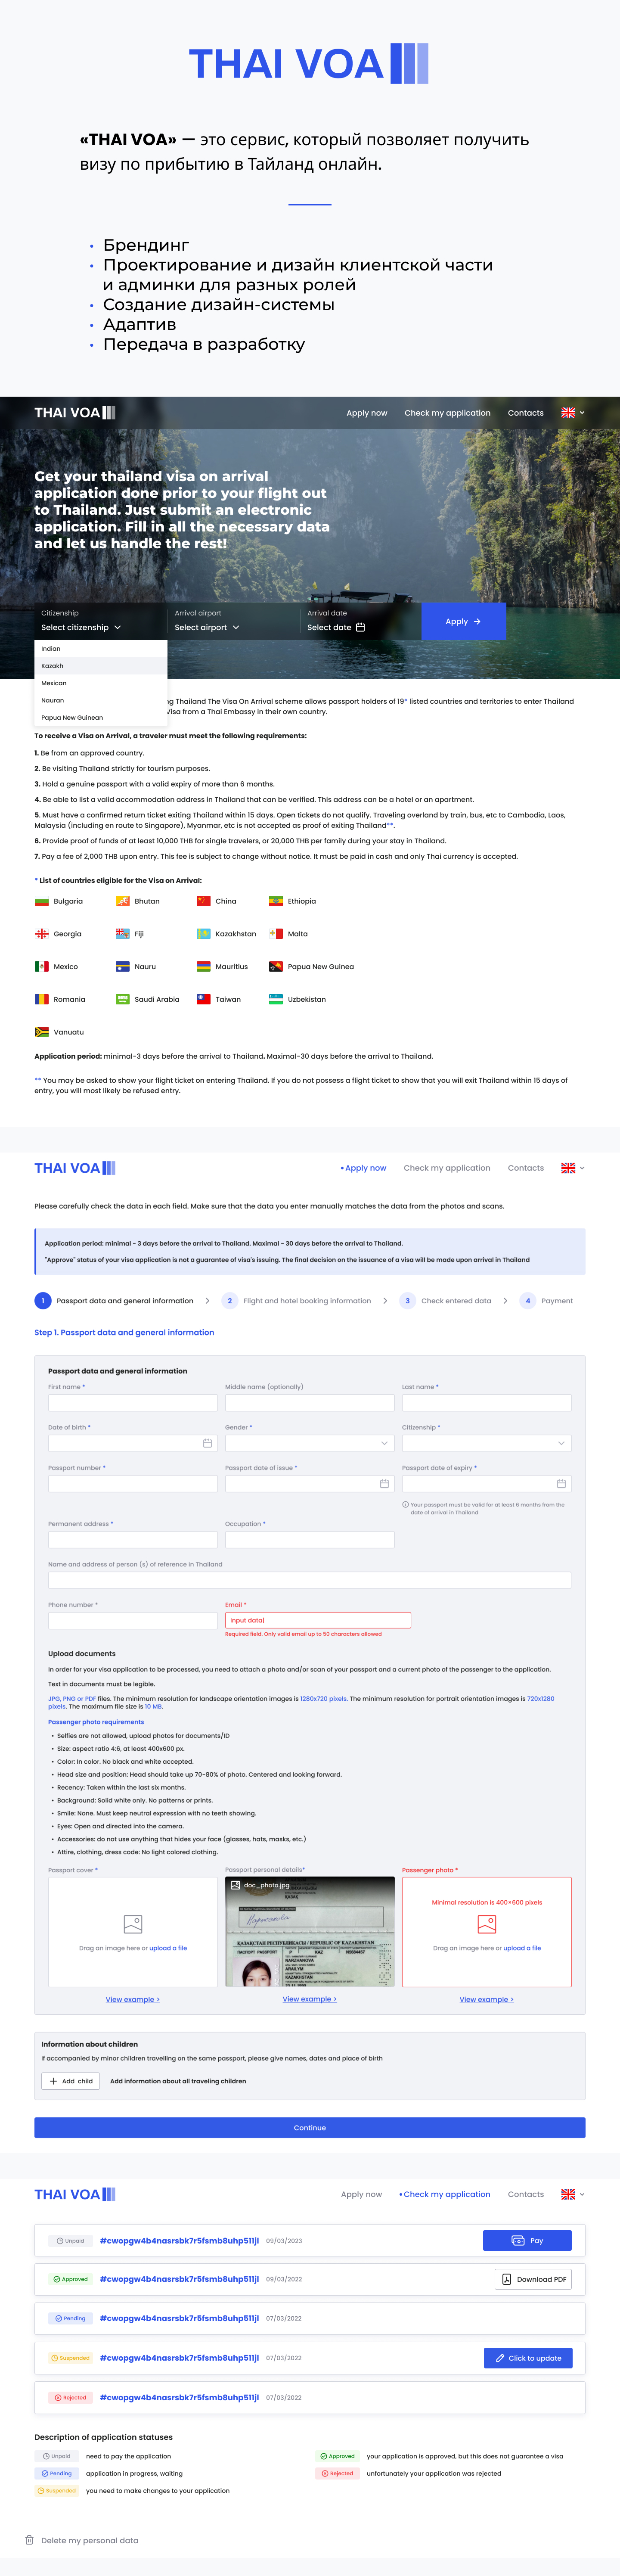 THAI VOA
«THAI VOA» — это сервис, который позволяет получить
визу по прибытию в Тайланд онлайн.
• Брендинг
• Проектирование и дизайн клиентской части
и админки для разных ролей
• Создание дизайн-системы
• Адаптив
• Передача в разработку
THAI VOA Apply now Check my application Contacts
Get your thailand visa on arrival
application done prior to your flight out
to Thailand. Just submit an electronic
application. Fill in all the necessary data
and let us handle the rest!
Citizenship Arrival airport Arrival date
Select citizenship Select airport Select date Apply
Indian
Kazakh
Mexican
Nauran
Papua New Guinean
ng Thailand The Visa On Arrival scheme allows passport holders of 19* listed countries and territories to enter Thailand
Visa from a Thai Embassy in their own country.
To receive a Visa on Arrival, a traveler must meet the following requirements:
1. Be from an approved country.
2. Be visiting Thailand strictly for tourism purposes.
3. Hold a genuine passport with a valid expiry of more than 6 months.
4. Be able to list a valid accommodation address in Thailand that can be verified. This address can be a hotel or an apartment.
5. Must have a confirmed return ticket exiting Thailand within 15 days. Open tickets do not qualify. Traveling overland by train, bus, etc to Cambodia, Laos,
Malaysia (including en route to Singapore), Myanmar, etc is not accepted as proof of exiting Thailand**.
6. Provide proof of funds of at least 10,000 THB for single travelers, or 20,000 THB per family during your stay in Thailand.
7. Pay a fee of 2,000 THB upon entry. This fee is subject to change without notice. It must be paid in cash and only Thai currency is accepted.
* List of countries eligible for the Visa on Arrival:
Bulgaria Bhutan China Ethiopia
Georgia Fiji Kazakhstan Malta
Mexico Nauru Mauritius Papua New Guinea
Romania Saudi Arabia Taiwan Uzbekistan
Vanuatu
Application period: minimal-3 days before the arrival to Thailand. Maximal-30 days before the arrival to Thailand.
** You may be asked to show your flight ticket on entering Thailand. If you do not possess a flight ticket to show that you will exit Thailand within 15 days of
entry, you will most likely be refused entry.
THAI VOA • Apply now Check my application Contacts
Please carefully check the data in each field. Make sure that the data you enter manually matches the data from the photos and scans.
Application period: minimal - 3 days before the arrival to Thailand. Maximal - 30 days before the arrival to Thailand.
"Approve" status of your visa application is not a guarantee of visa's issuing. The final decision on the issuance of a visa will be made upon arrival in Thailand
1 Passport data and general information > 2 Flight and hotel booking information > 3 Check entered data > 4 Payment
Step 1. Passport data and general information
Passport data and general information
First name * Middle name (optionally) Last name *
Date of birth * Gender * Citizenship *
Passport number * Passport date of issue * Passport date of expiry *
Your passport must be valid for at least 6 months from the
date of arrival in Thailand
Permanent address * Occupation *
Name and address of person (s) of reference in Thailand
Phone number * Email *
Input data|
Required field. Only valid email up to 50 characters allowed
Upload documents
In order for your visa application to be processed, you need to attach a photo and/or scan of your passport and a current photo of the passenger to the application.
Text in documents must be legible.
JPG, PNG or PDF files. The minimum resolution for landscape orientation images is 1280x720 pixels. The minimum resolution for portrait orientation images is 720x1280
pixels. The maximum file size is 10 MB.
Passenger photo requirements
• Selfies are not allowed, upload photos for documents/ID
• Size: aspect ratio 4:6, at least 400x600 px.
• Color: In color. No black and white accepted.
• Head size and position: Head should take up 70-80% of photo. Centered and looking forward.
• Recency: Taken within the last six months.
• Background: Solid white only. No patterns or prints.
• Smile: None. Must keep neutral expression with no teeth showing.
• Eyes: Open and directed into the camera.
• Accessories: do not use anything that hides your face (glasses, hats, masks, etc.)
• Attire, clothing, dress code: No light colored clothing.
Passport cover * Passport personal details* Passenger photo *
doc_photo.jpg
Minimal resolution is 400×600 pixels
Drag an image here or upload a file Drag an image here or upload a file
View example > View example > View example >
Information about children
If accompanied by minor children travelling on the same passport, please give names, dates and place of birth
+ Add child Add information about all traveling children
Continue
THAI VOA Apply now • Check my application Contacts
Unpaid #cwopgw4b4nasrsbk7r5fsmb8uhp511jl 09/03/2023 Pay
Approved #cwopgw4b4nasrsbk7r5fsmb8uhp511jl 09/03/2022 Download PDF
Pending #cwopgw4b4nasrsbk7r5fsmb8uhp511jl 07/03/2022
Suspended #cwopgw4b4nasrsbk7r5fsmb8uhp511jl 07/03/2022 Click to update
Rejected #cwopgw4b4nasrsbk7r5fsmb8uhp511jl 07/03/2022
Description of application statuses
Unpaid need to pay the application Approved your application is approved, but this does not guarantee a visa
Pending application in progress, waiting Rejected unfortunately your application was rejected
Suspended you need to make changes to your application
Delete my personal data